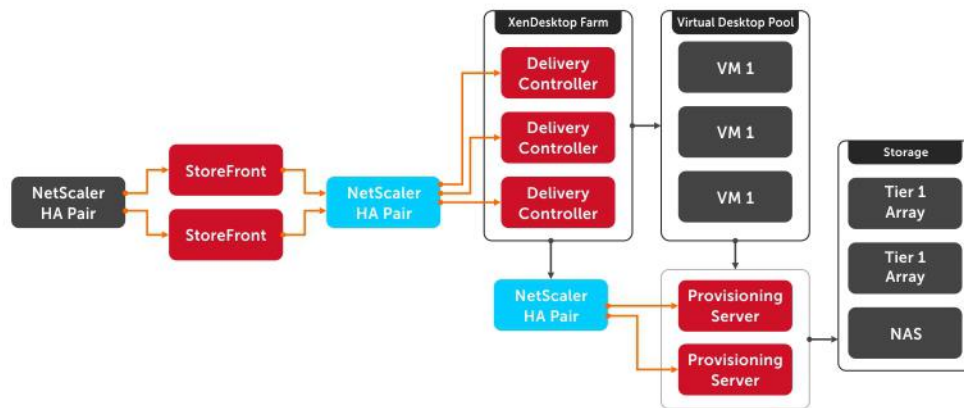 XenDesktop Farm
Virtual Desktop Pool
Delivery
Controller
VM 1
Delivery
Controller
VM 1
Storage
StoreFront
NetScaler
HA Pair
NetScaler
HA Pair
Delivery
Controller
VM 1
Tier 1
Array
StoreFront
Tier 1
Array
NetScaler
HA Pair
Provisioning
Server
NAS
Provisioning
Server